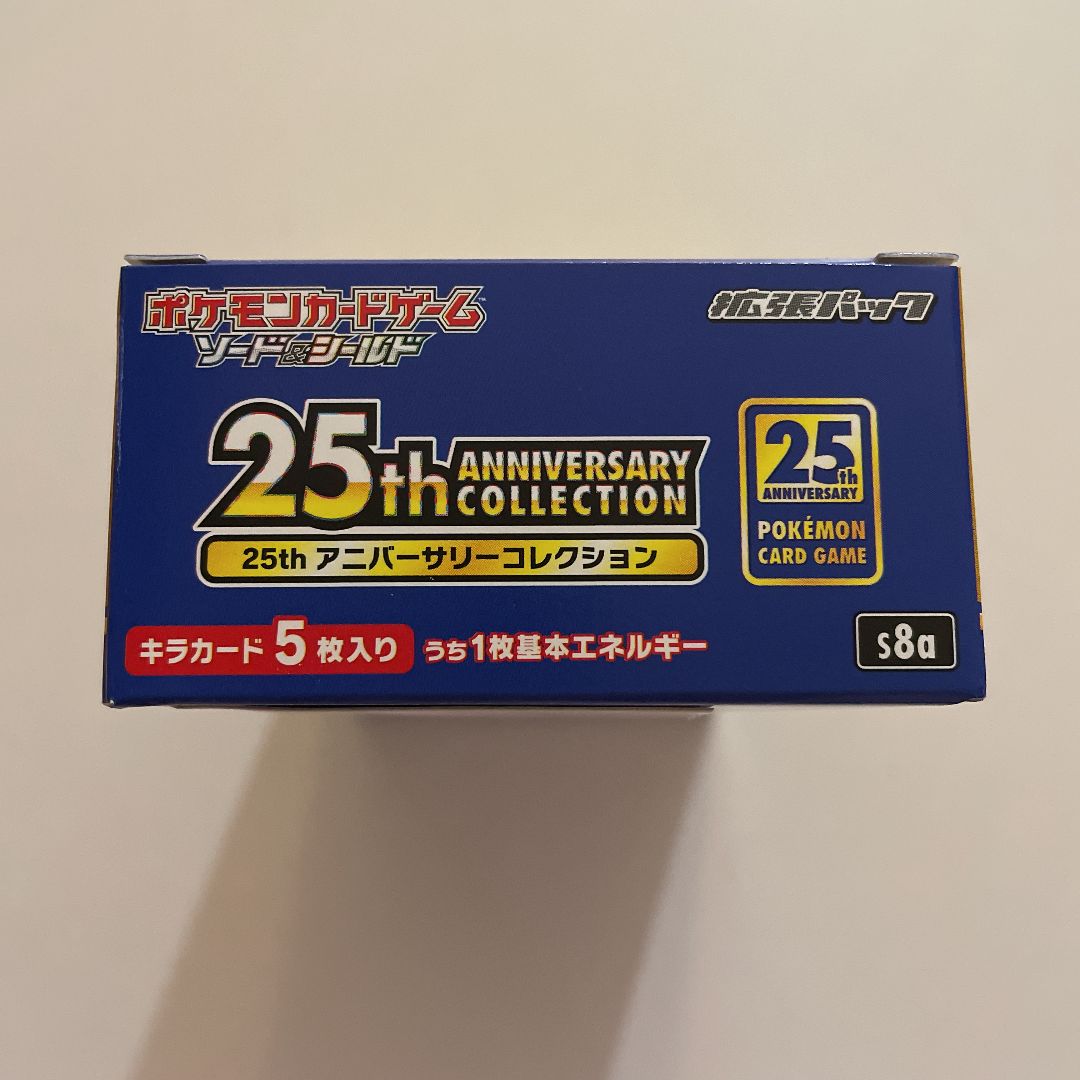 ポケモンカードゲーム™
ソード&シールド
拡張パック
25th ANNIVERSARY COLLECTION
25th アニバーサリーコレクション
25th
ANNIVERSARY
POKÉMON
CARD GAME
キラカード5枚入り うち1枚基本エネルギー
s8a